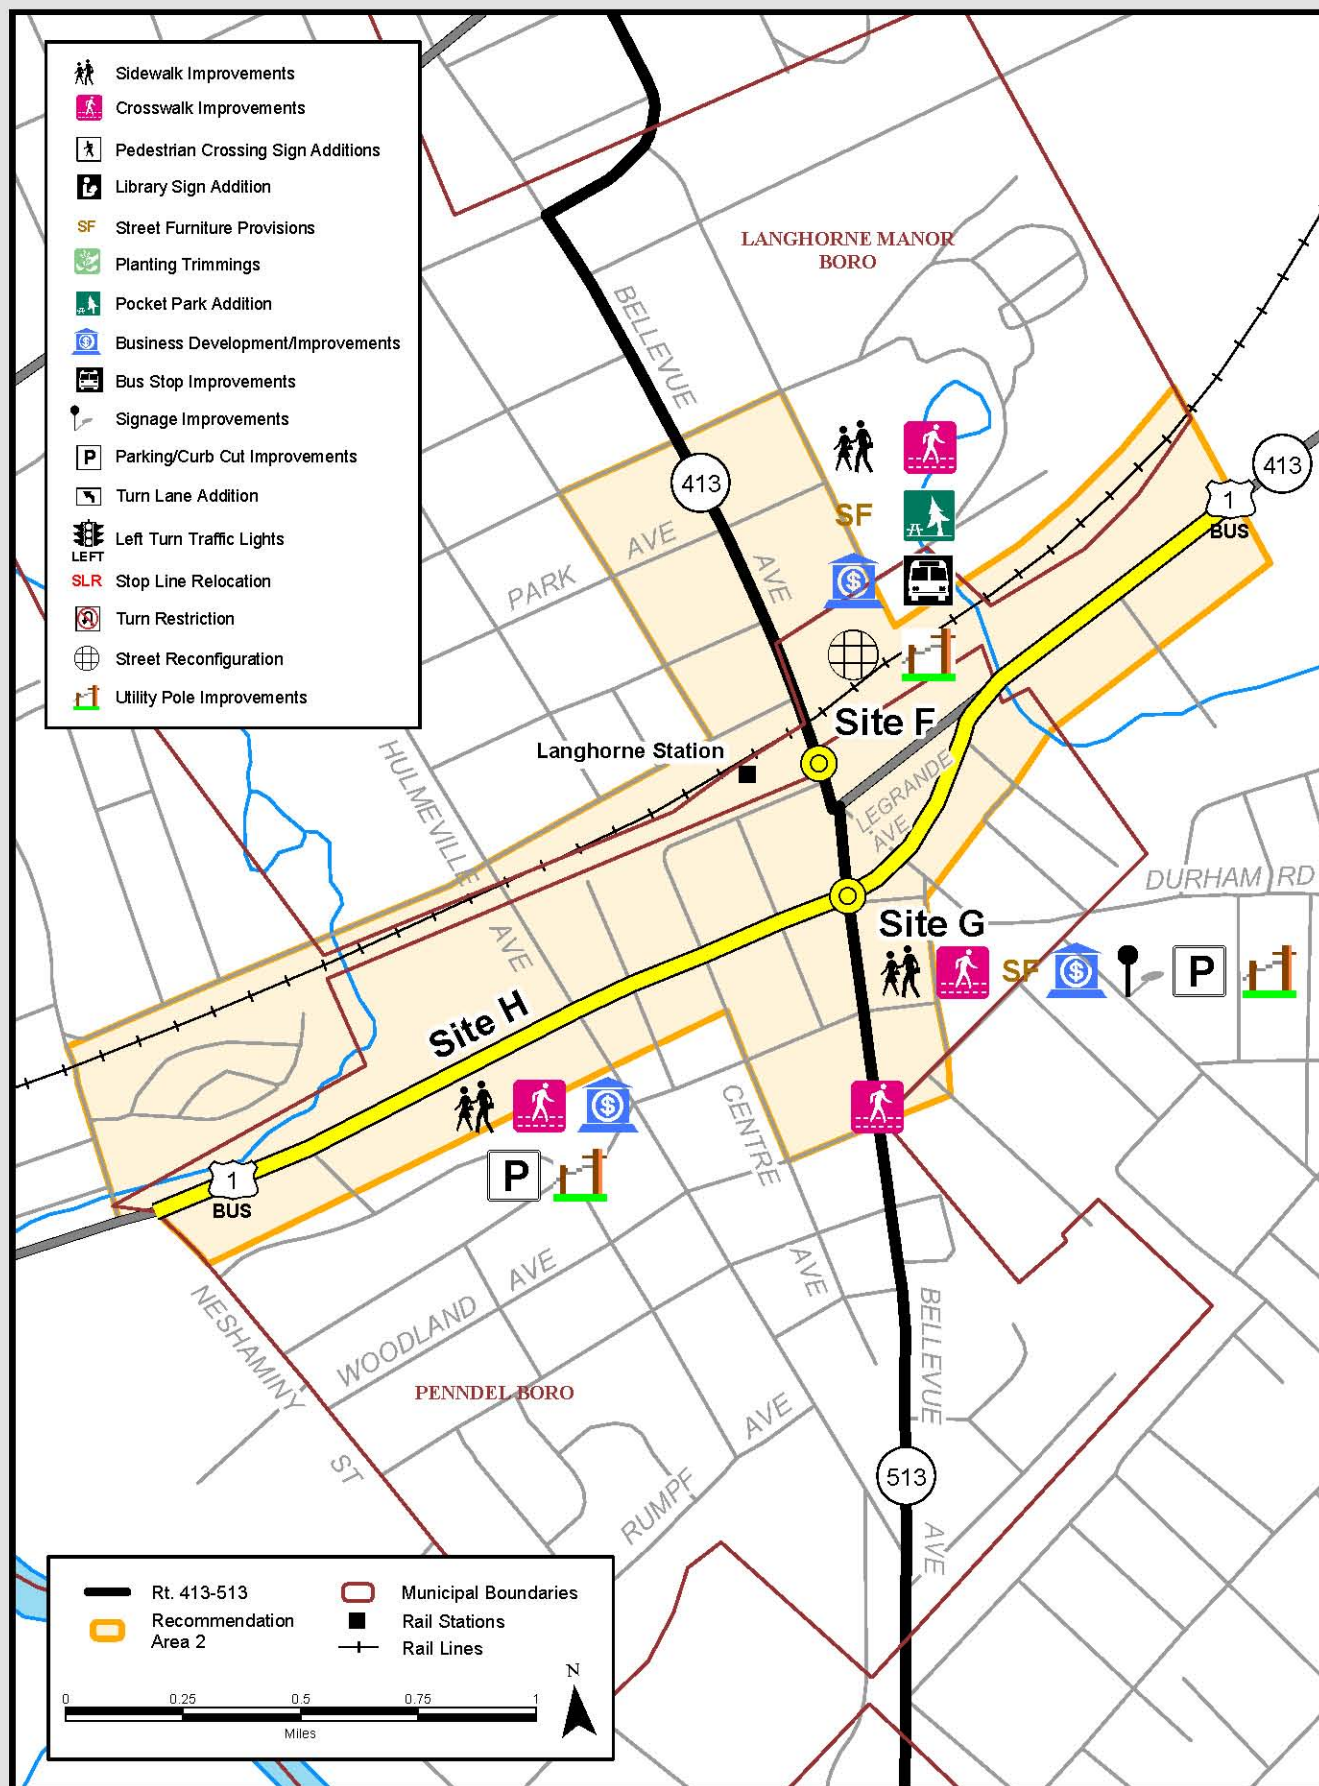 Sidewalk Improvements
Crosswalk Improvements
Pedestrian Crossing Sign Additions
Library Sign Addition
SF Street Furniture Provisions
Planting Trimmings
Pocket Park Addition
Business Development/Improvements
Bus Stop Improvements
Signage Improvements
P Parking/Curb Cut Improvements
Turn Lane Addition
Left Turn Traffic Lights
LEFT
SLR Stop Line Relocation
Turn Restriction
Street Reconfiguration
Utility Pole Improvements
LANGHORNE MANOR
BORO
BELLEVUE
AVE
413
413
1
BUS
SF
PARK AVE
Site F
Langhorne Station
HULMEVILLE
AVE
LEGRANDE
AVE
DURHAM RD
Site G
SF
P
Site H
P
CENTRE
AVE
1
BUS
NESHAMINY
ST
WOODLAND AVE
PENNDEL BORO
BELLEVUE
AVE
RUMPF AVE
513
Rt. 413-513
Recommendation
Area 2
Municipal Boundaries
Rail Stations
Rail Lines
N
0 0.25 0.5 0.75 1
Miles